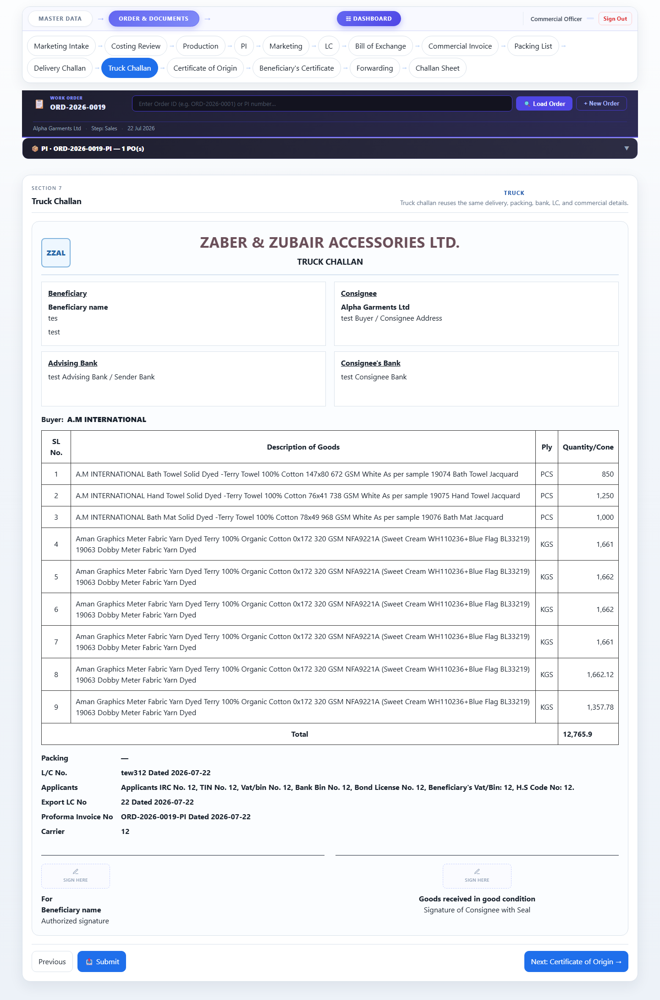 MASTER DATA → ORDER & DOCUMENTS → DASHBOARD Commercial Officer Sign Out
Marketing Intake → Costing Review → Production → PI → Marketing → LC → Bill of Exchange → Commercial Invoice → Packing List →
Delivery Challan → Truck Challan → Certificate of Origin → Beneficiary's Certificate → Forwarding → Challan Sheet
WORK ORDER
ORD-2026-0019
Enter Order ID (e.g. ORD-2026-0001) or PI number...
Load Order
+ New Order
Alpha Garments Ltd · Step: Sales · 22 Jul 2026
PI · ORD-2026-0019-PI — 1 PO(s) ▼
SECTION 7
Truck Challan
TRUCK
Truck challan reuses the same delivery, packing, bank, LC, and commercial details.
ZZAL
ZABER & ZUBAIR ACCESSORIES LTD.
TRUCK CHALLAN
Beneficiary
Beneficiary name
tes
test
Consignee
Alpha Garments Ltd
test Buyer / Consignee Address
Advising Bank
test Advising Bank / Sender Bank
Consignee's Bank
test Consignee Bank
Buyer: A.M INTERNATIONAL
SL No. Description of Goods Ply Quantity/Cone
1 A.M INTERNATIONAL Bath Towel Solid Dyed -Terry Towel 100% Cotton 147x80 672 GSM White As per sample 19074 Bath Towel Jacquard PCS 850
2 A.M INTERNATIONAL Hand Towel Solid Dyed -Terry Towel 100% Cotton 76x41 738 GSM White As per sample 19075 Hand Towel Jacquard PCS 1,250
3 A.M INTERNATIONAL Bath Mat Solid Dyed -Terry Towel 100% Cotton 78x49 968 GSM White As per sample 19076 Bath Mat Jacquard PCS 1,000
4 Aman Graphics Meter Fabric Yarn Dyed Terry 100% Organic Cotton 0x172 320 GSM NFA9221A (Sweet Cream WH110236+Blue Flag BL33219) 19063 Dobby Meter Fabric Yarn Dyed KGS 1,661
5 Aman Graphics Meter Fabric Yarn Dyed Terry 100% Organic Cotton 0x172 320 GSM NFA9221A (Sweet Cream WH110236+Blue Flag BL33219) 19063 Dobby Meter Fabric Yarn Dyed KGS 1,662
6 Aman Graphics Meter Fabric Yarn Dyed Terry 100% Organic Cotton 0x172 320 GSM NFA9221A (Sweet Cream WH110236+Blue Flag BL33219) 19063 Dobby Meter Fabric Yarn Dyed KGS 1,662
7 Aman Graphics Meter Fabric Yarn Dyed Terry 100% Organic Cotton 0x172 320 GSM NFA9221A (Sweet Cream WH110236+Blue Flag BL33219) 19063 Dobby Meter Fabric Yarn Dyed KGS 1,661
8 Aman Graphics Meter Fabric Yarn Dyed Terry 100% Organic Cotton 0x172 320 GSM NFA9221A (Sweet Cream WH110236+Blue Flag BL33219) 19063 Dobby Meter Fabric Yarn Dyed KGS 1,662.12
9 Aman Graphics Meter Fabric Yarn Dyed Terry 100% Organic Cotton 0x172 320 GSM NFA9221A (Sweet Cream WH110236+Blue Flag BL33219) 19063 Dobby Meter Fabric Yarn Dyed KGS 1,357.78
Total 12,765.9
Packing —
L/C No. tew312 Dated 2026-07-22
Applicants Applicants IRC No. 12, TIN No. 12, Vat/bin No. 12, Bank Bin No. 12, Bond License No. 12, Beneficiary's Vat/Bin: 12, H.S Code No: 12.
Export LC No 22 Dated 2026-07-22
Proforma Invoice No ORD-2026-0019-PI Dated 2026-07-22
Carrier 12
SIGN HERE
For
Beneficiary name
Authorized signature
SIGN HERE
Goods received in good condition
Signature of Consignee with Seal
Previous
Submit
Next: Certificate of Origin →